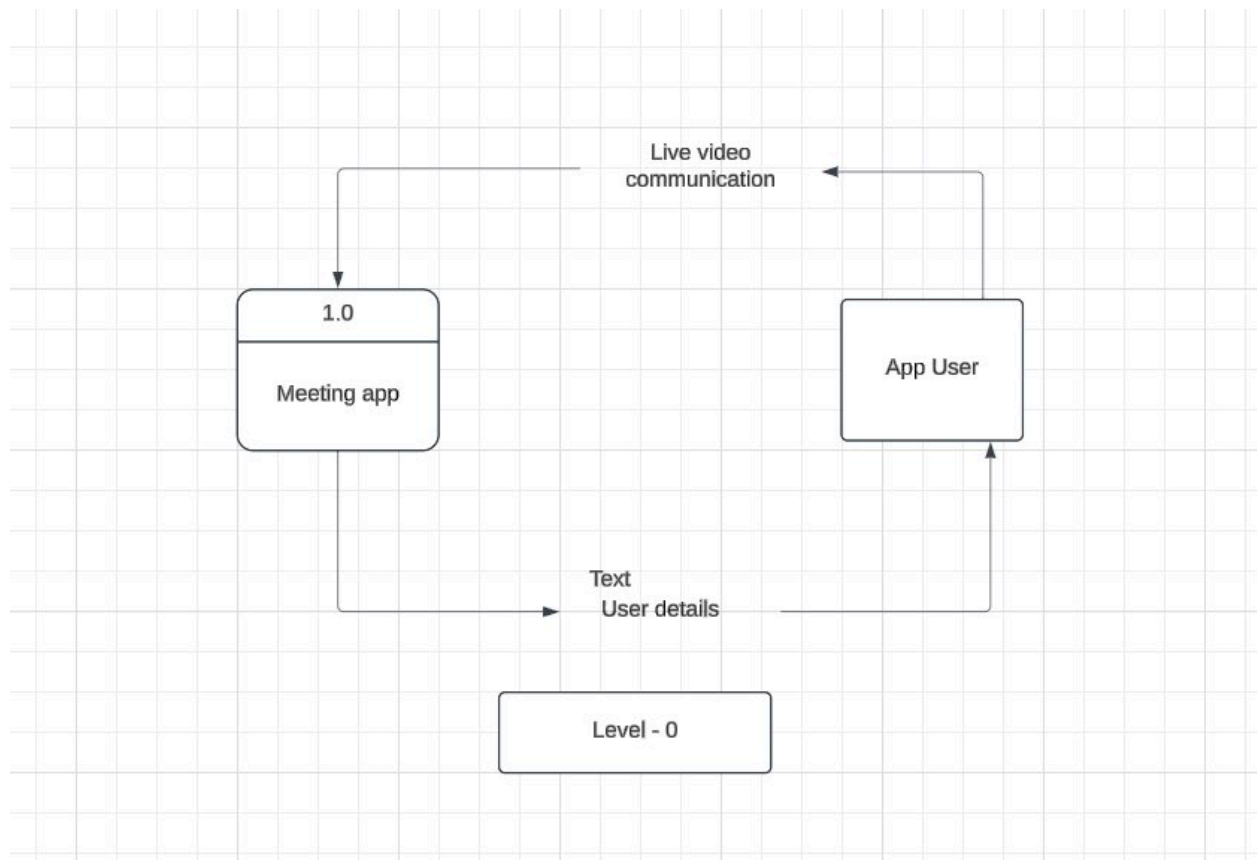 Live video
communication
1.0
Meeting app
App User
Text
User details
Level - 0